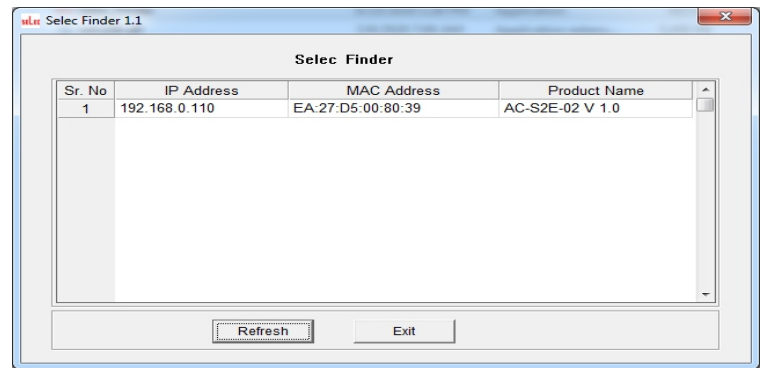 selec Selec Finder 1.1
Selec Finder
Sr. No IP Address MAC Address Product Name
1 192.168.0.110 EA:27:D5:00:80:39 AC-S2E-02 V 1.0
Refresh Exit